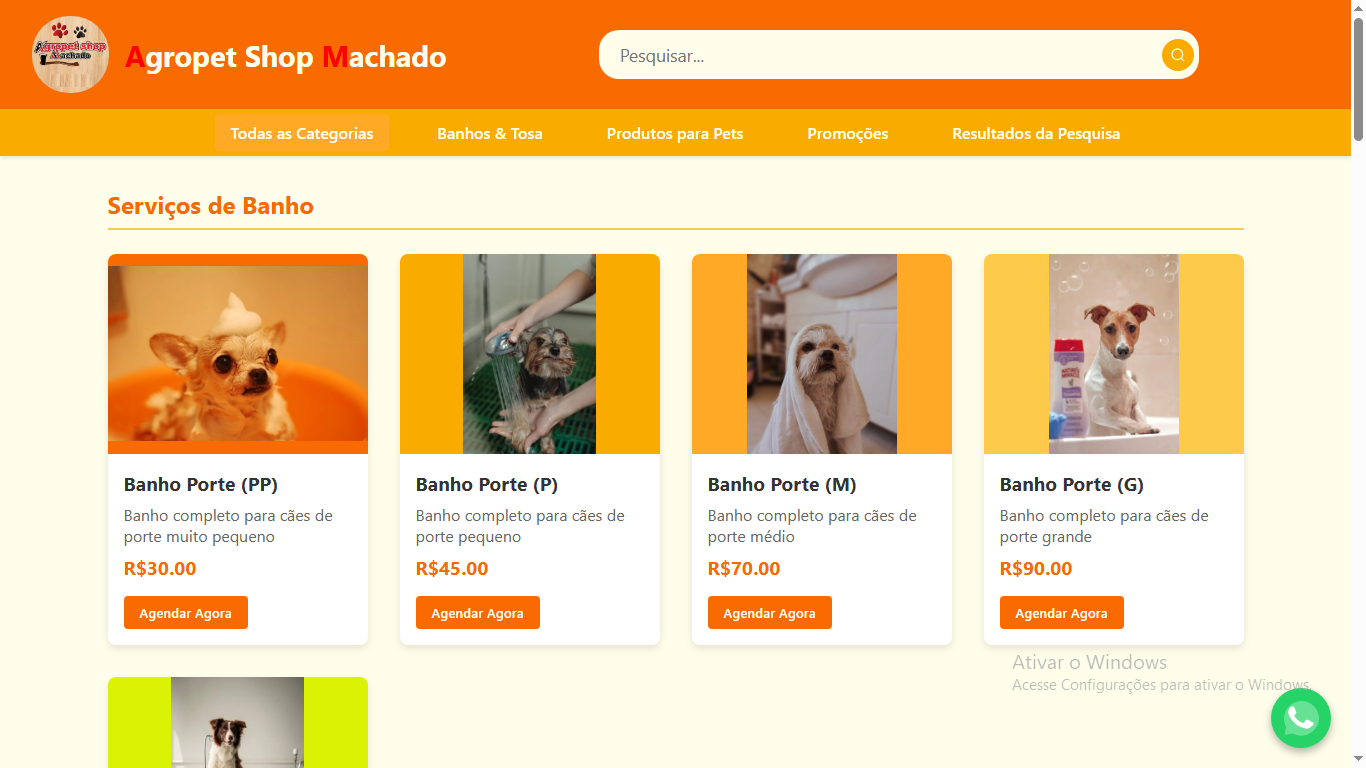 Agropet shop
Machado
Agropet Shop Machado
Pesquisar...
Todas as Categorias
Banhos & Tosa
Produtos para Pets
Promoções
Resultados da Pesquisa
Serviços de Banho
Banho Porte (PP)
Banho completo para cães de
porte muito pequeno
R$30.00
Agendar Agora
Banho Porte (P)
Banho completo para cães de
porte pequeno
R$45.00
Agendar Agora
Banho Porte (M)
Banho completo para cães de
porte médio
R$70.00
Agendar Agora
Banho Porte (G)
Banho completo para cães de
porte grande
R$90.00
Agendar Agora
Ativar o Windows
Acesse Configurações para ativar o Windows.